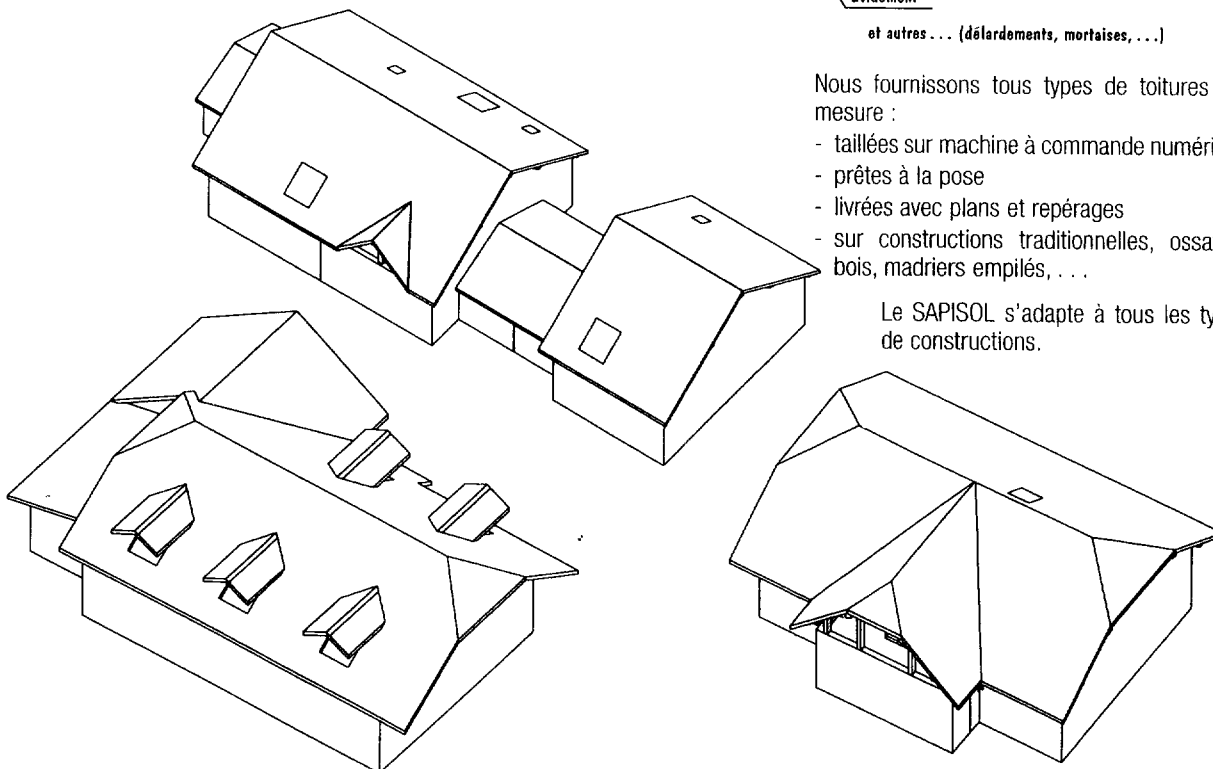 et autres... (délardements, mortaises, ...)
Nous fournissons tous types de toitures
mesure :
- taillées sur machine à commande numéri
- prêtes à la pose
- livrées avec plans et repérages
- sur constructions traditionnelles, ossa
bois, madriers empilés, ...
Le SAPISOL s'adapte à tous les ty
de constructions.